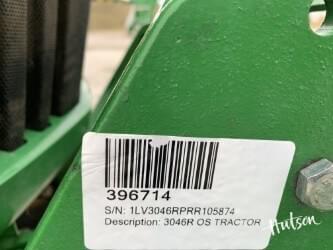 396714
S/N: 1LV3046RPRR105874
Description: 3046R OS TRACTOR
Hutson